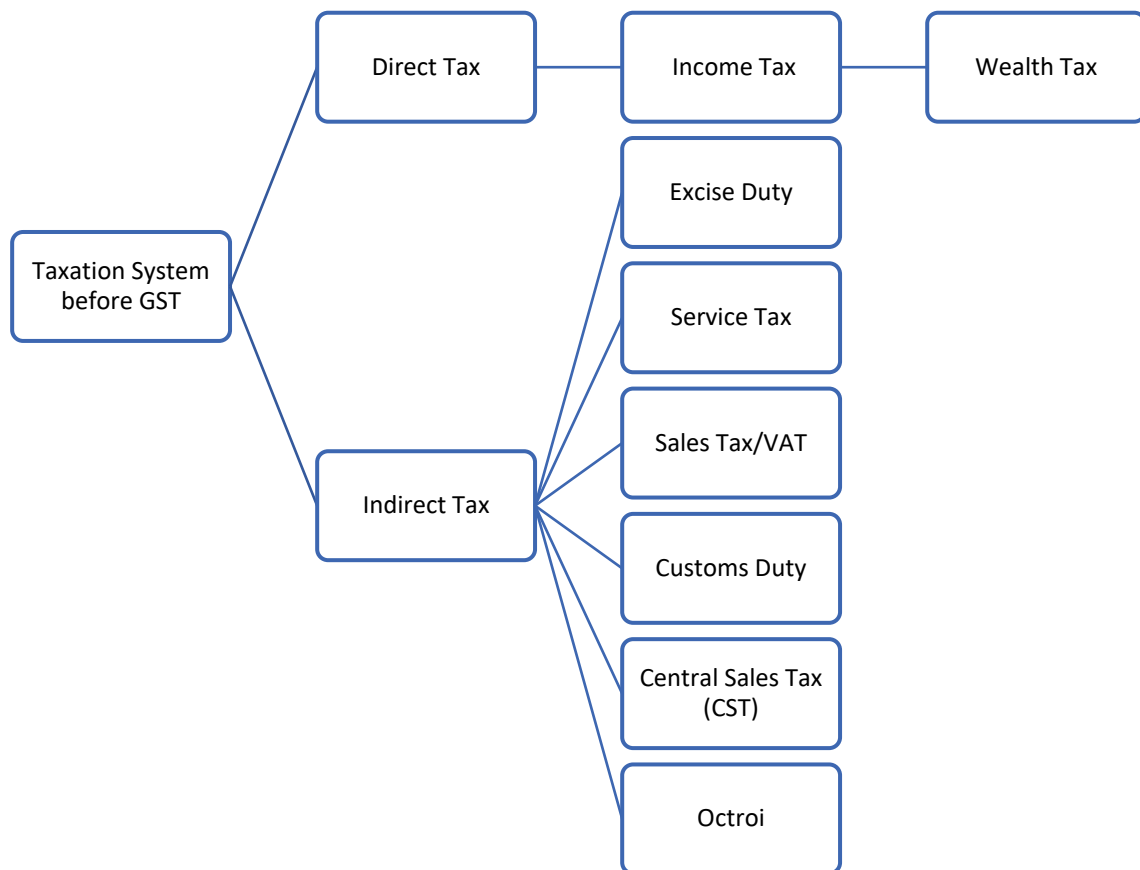 Direct Tax
Income Tax
Wealth Tax
Excise Duty
Taxation System
before GST
Service Tax
Sales Tax/VAT
Indirect Tax
Customs Duty
Central Sales Tax
(CST)
Octroi